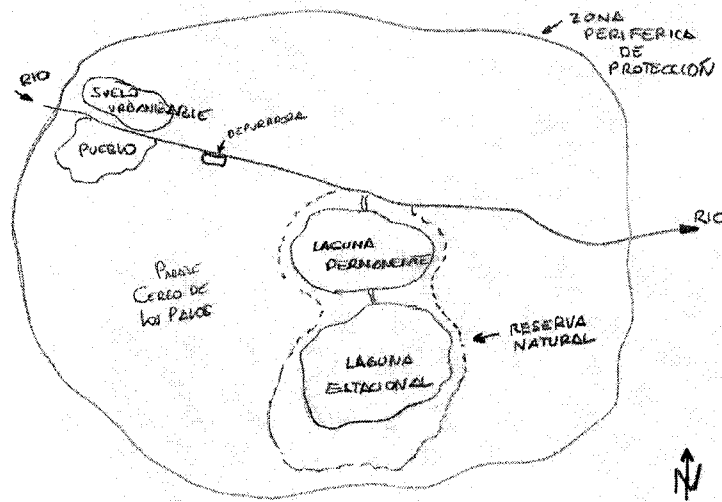 ZONA
PERIFERICA
DE
PROTECCIÓN
RIO
SUELO
URBANIZABLE
DEPURADORA
PUEBLO
RIO
LAGUNA
PERMANENTE
PARAJE
CERRO DE
LOS PALOS
RESERVA
NATURAL
LAGUNA
ESTACIONAL
N